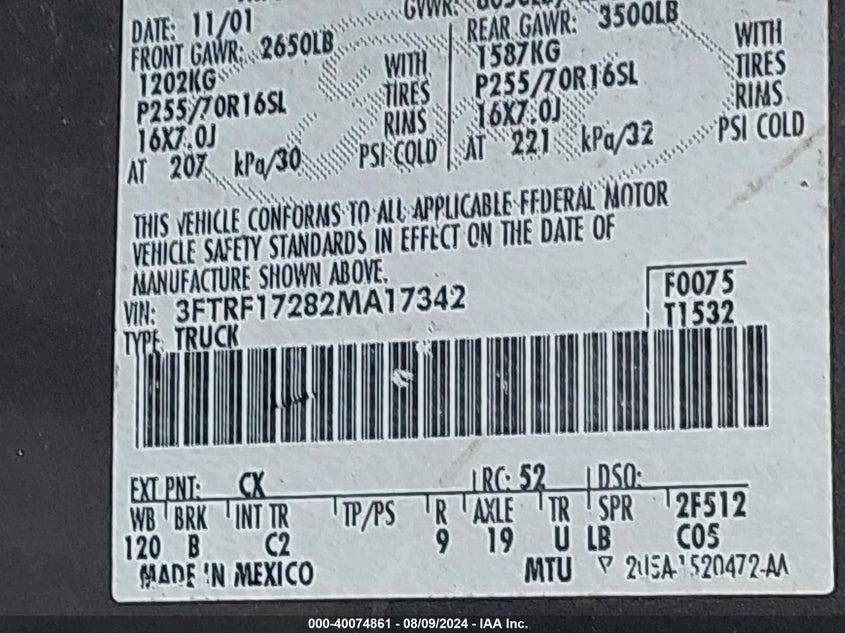 GVWR:
DATE: 11/01
FRONT GAWR: 2650LB
1202KG WITH
P255/70R16SL TIRES
16X7.0J RIMS
AT 207 kPa/30 PSI COLD
REAR GAWR: 3500LB
1587KG WITH
P255/70R16SL TIRES
16X7.0J RIMS
AT 221 kPa/32 PSI COLD
THIS VEHICLE CONFORMS TO ALL APPLICABLE FEDERAL MOTOR
VEHICLE SAFETY STANDARDS IN EFFECT ON THE DATE OF
MANUFACTURE SHOWN ABOVE.
VIN: 3FTRF17282MA17342
F0075
TYPE: TRUCK
T1532
EXT PNT: CX RC: 52 DSO:
WB BRK INT TR TP/PS R AXLE TR SPR 2F512
120 B C2 9 19 U LB C05
MADE IN MEXICO MTU
000-40074861 - 08/09/2024 - IAA Inc.